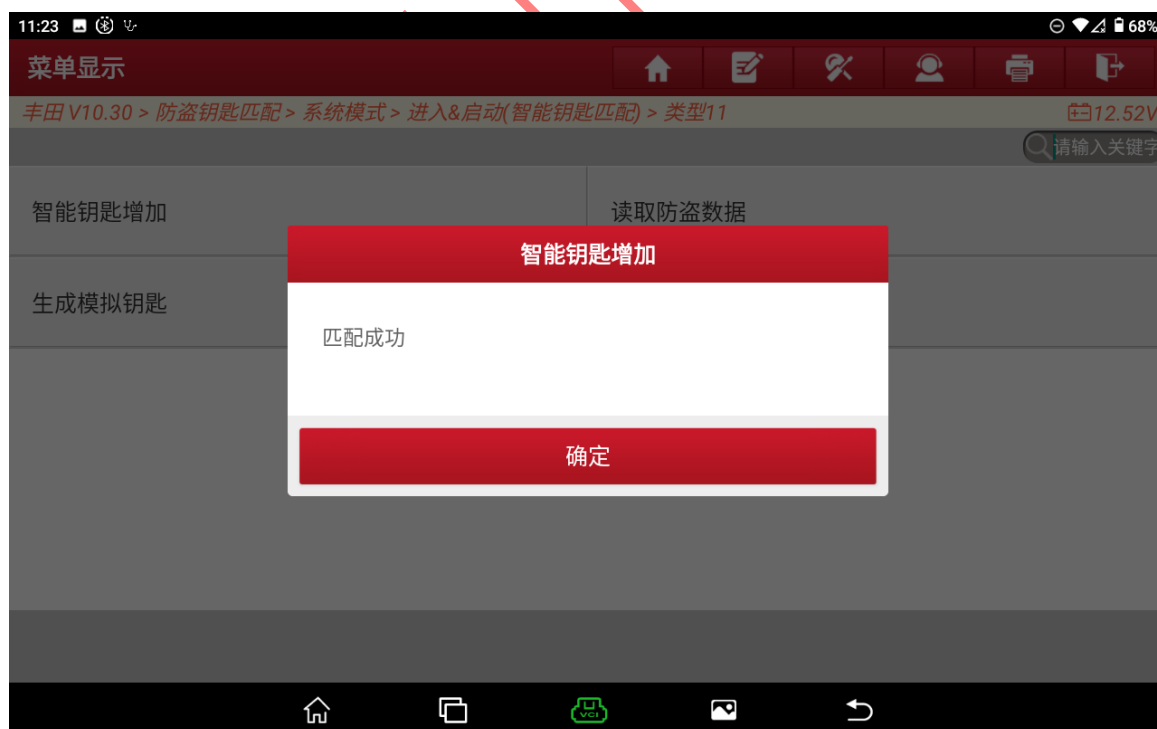 11:23 68%
菜单显示
丰田 V10.30 > 防盗钥匙匹配 > 系统模式 > 进入&启动(智能钥匙匹配) > 类型11 12.52V
请输入关键字
智能钥匙增加 读取防盗数据
智能钥匙增加
生成模拟钥匙
匹配成功
确定
VCI